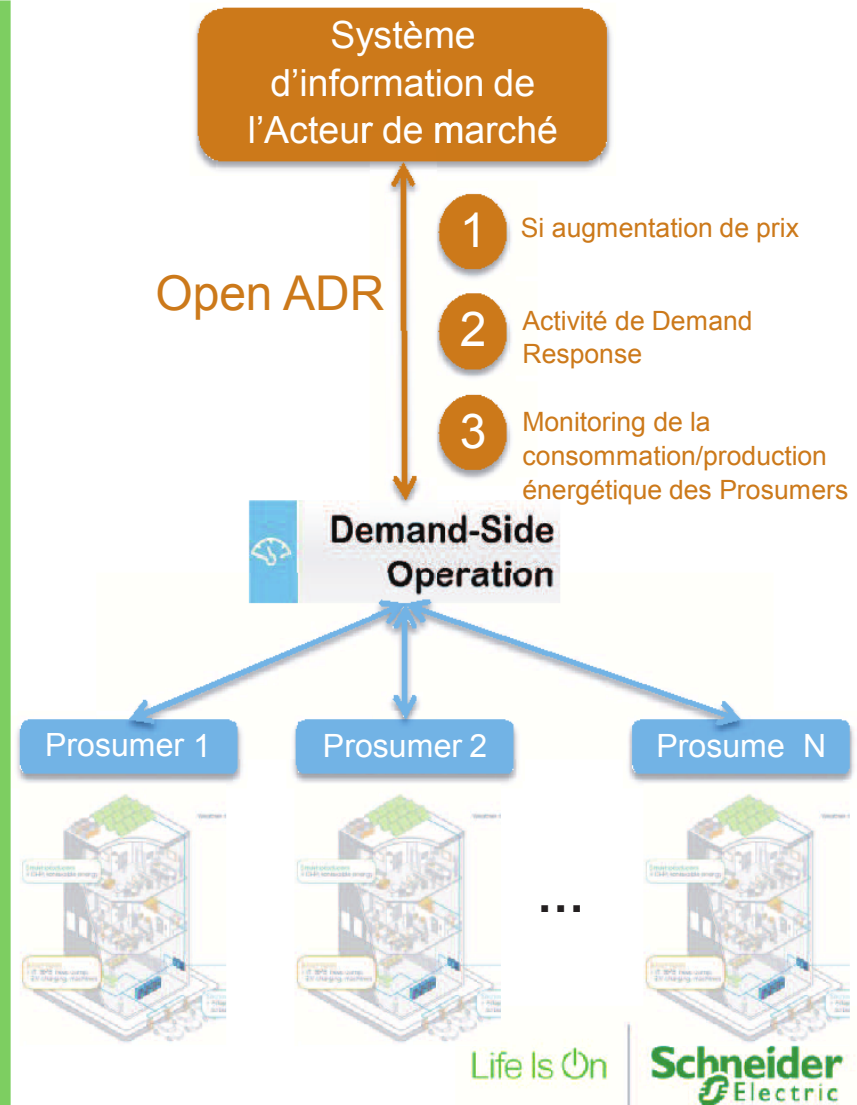 Système
d'information de
l'Acteur de marché
Open ADR
1
Si augmentation de prix
2
Activité de Demand
Response
3
Monitoring de la
consommation/production
énergétique des Prosumers
Demand-Side
Operation
Prosumer 1
Prosumer 2
Prosume N
...
Life Is On
Schneider
Electric